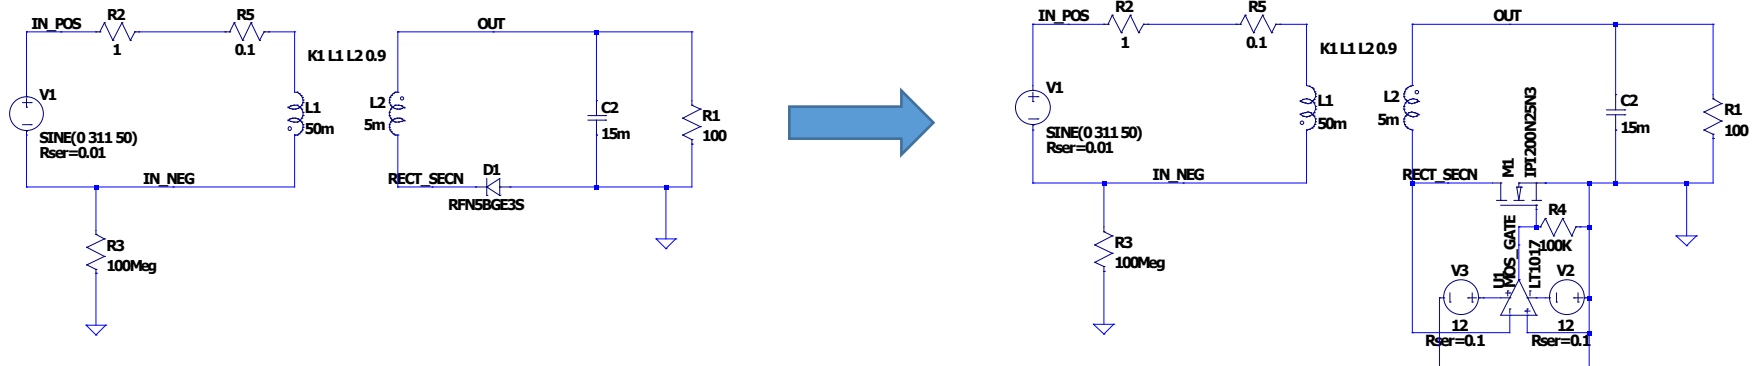 IN_POS
R2
1
R5
0.1
K1 L1 L2 0.9
OUT
V1
SINE(0 311 50)
Rser=0.01
L1
50m
L2
5m
C2
15m
R1
100
IN_NEG
RECT_SECN
D1
RFN5BGE3S
R3
100Meg
IN_POS
R2
1
R5
0.1
K1 L1 L2 0.9
OUT
V1
SINE(0 311 50)
Rser=0.01
L1
50m
L2
5m
M1
IPI200N25N3
C2
15m
R1
100
IN_NEG
RECT_SECN
R4
100K
R3
100Meg
MOS_GATE
U1
LT1017
V3
12
Rser=0.1
V2
12
Rser=0.1